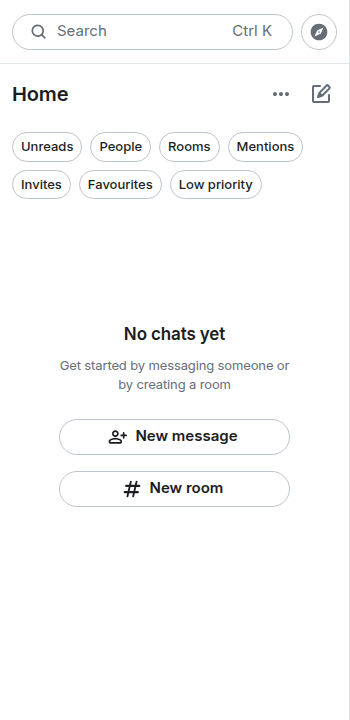 Search Ctrl K
Home
Unreads People Rooms Mentions
Invites Favourites Low priority
No chats yet
Get started by messaging someone or
by creating a room
New message
New room